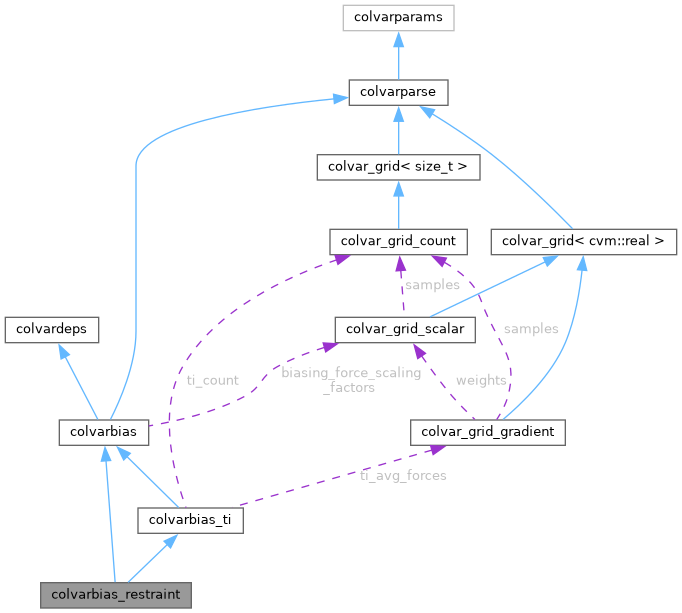 colvarparams
colvarparse
colvar_grid< size_t >
colvar_grid_count
colvar_grid< cvm::real >
samples
colvardeps
colvar_grid_scalar
samples
ti_count
biasing_force_scaling
_factors
weights
colvarbias
colvar_grid_gradient
ti_avg_forces
colvarbias_ti
colvarbias_restraint